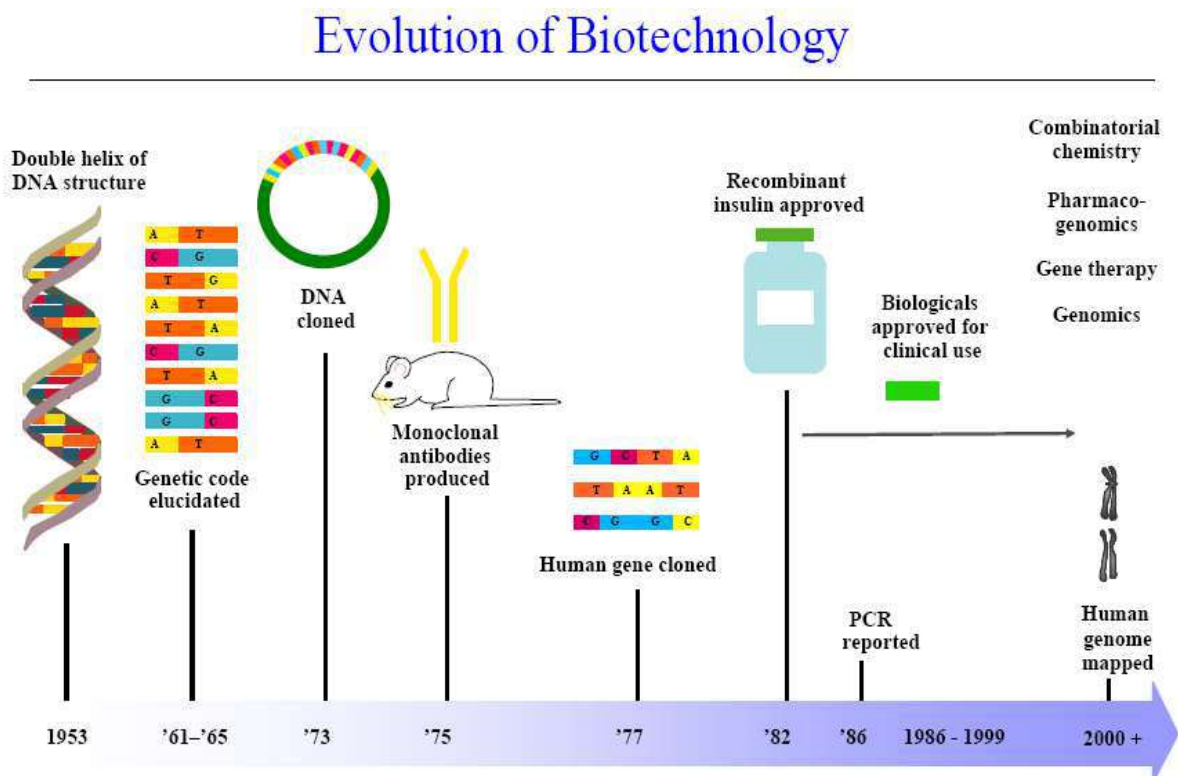 Evolution of Biotechnology
Double helix of
DNA structure
A T
C G
T G
A T
T A
C G
T A
G C
G C
A T
Genetic code
elucidated
DNA
cloned
Monoclonal
antibodies
produced
G G T A
T A A T
C G G C
Human gene cloned
Recombinant
insulin approved
Biologicals
approved for
clinical use
PCR
reported
Combinatorial
chemistry
Pharmaco-
genomics
Gene therapy
Genomics
Human
genome
mapped
1953 ’61–’65 ’73 ’75 ’77 ’82 ’86 1986 - 1999 2000 +